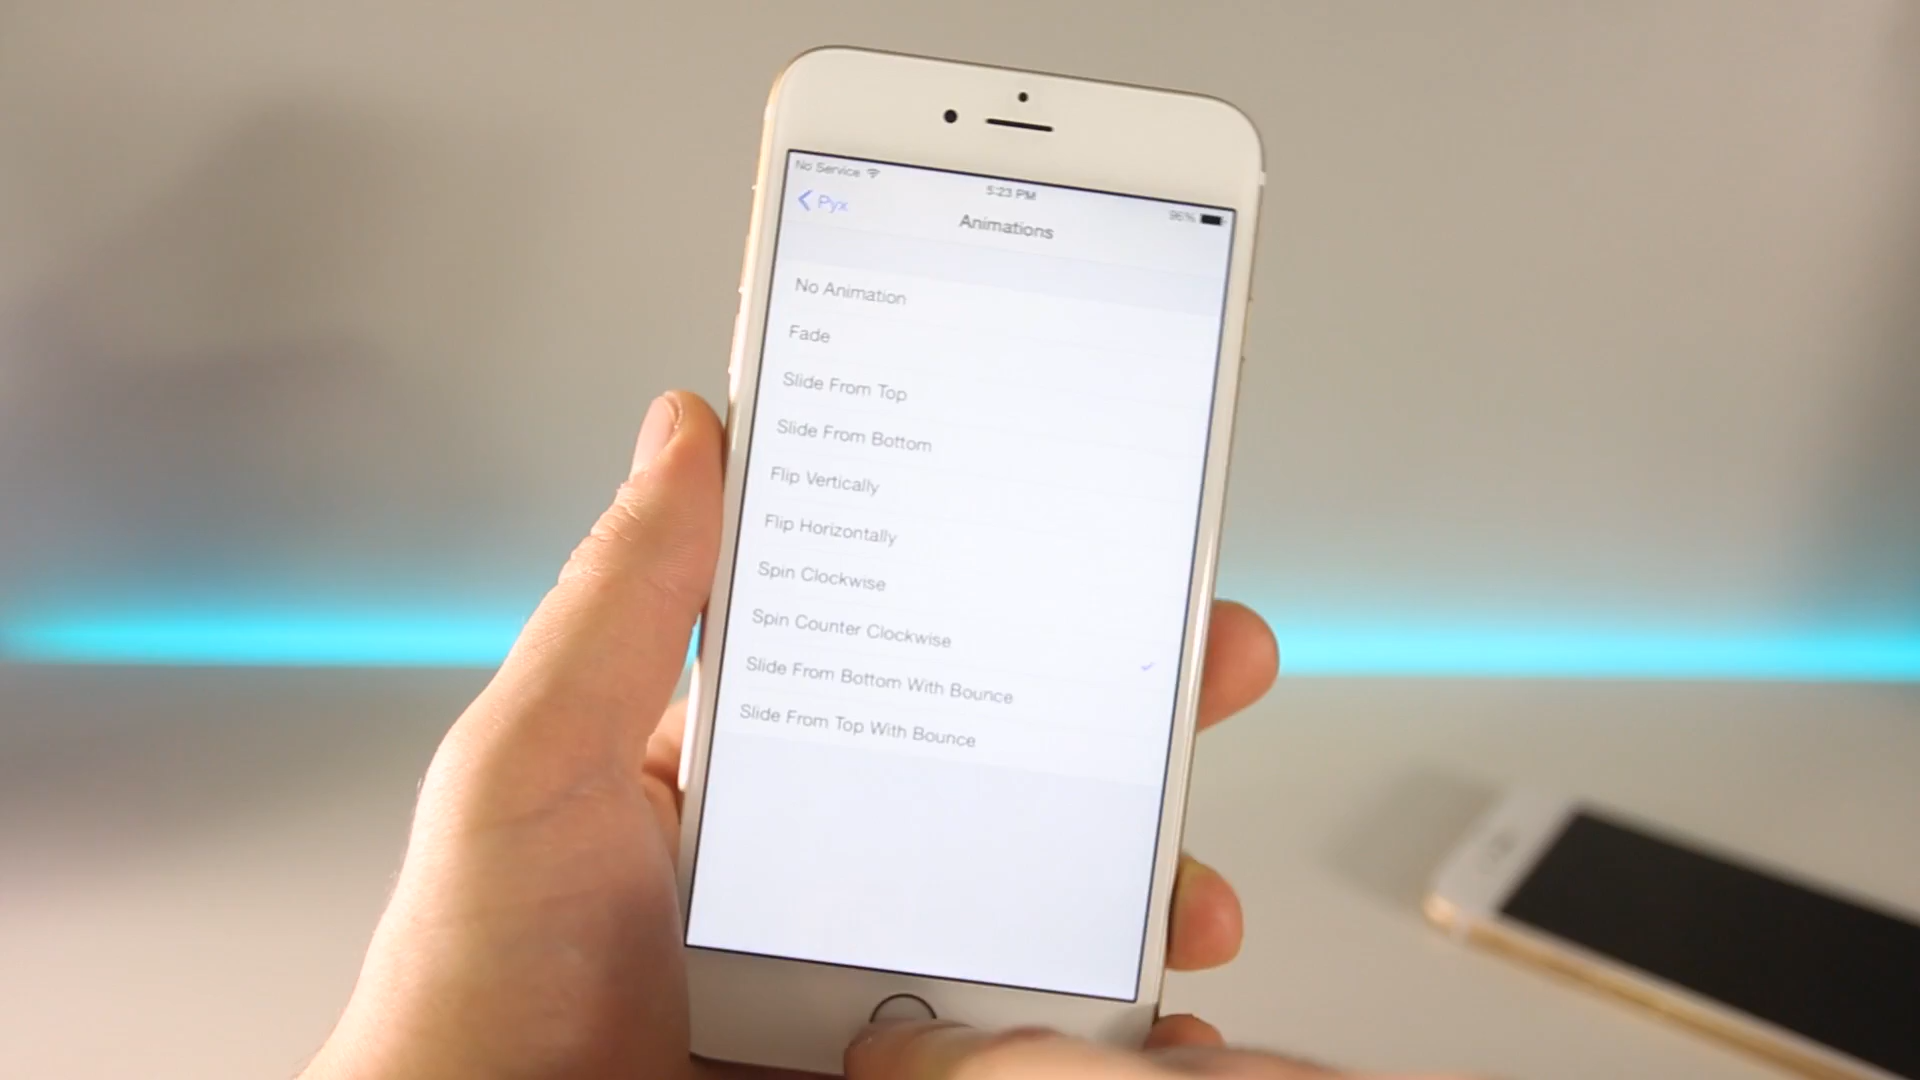 No Service
5:23 PM
96%
Pyx
Animations
No Animation
Fade
Slide From Top
Slide From Bottom
Flip Vertically
Flip Horizontally
Spin Clockwise
Spin Counter Clockwise
Slide From Bottom With Bounce
Slide From Top With Bounce